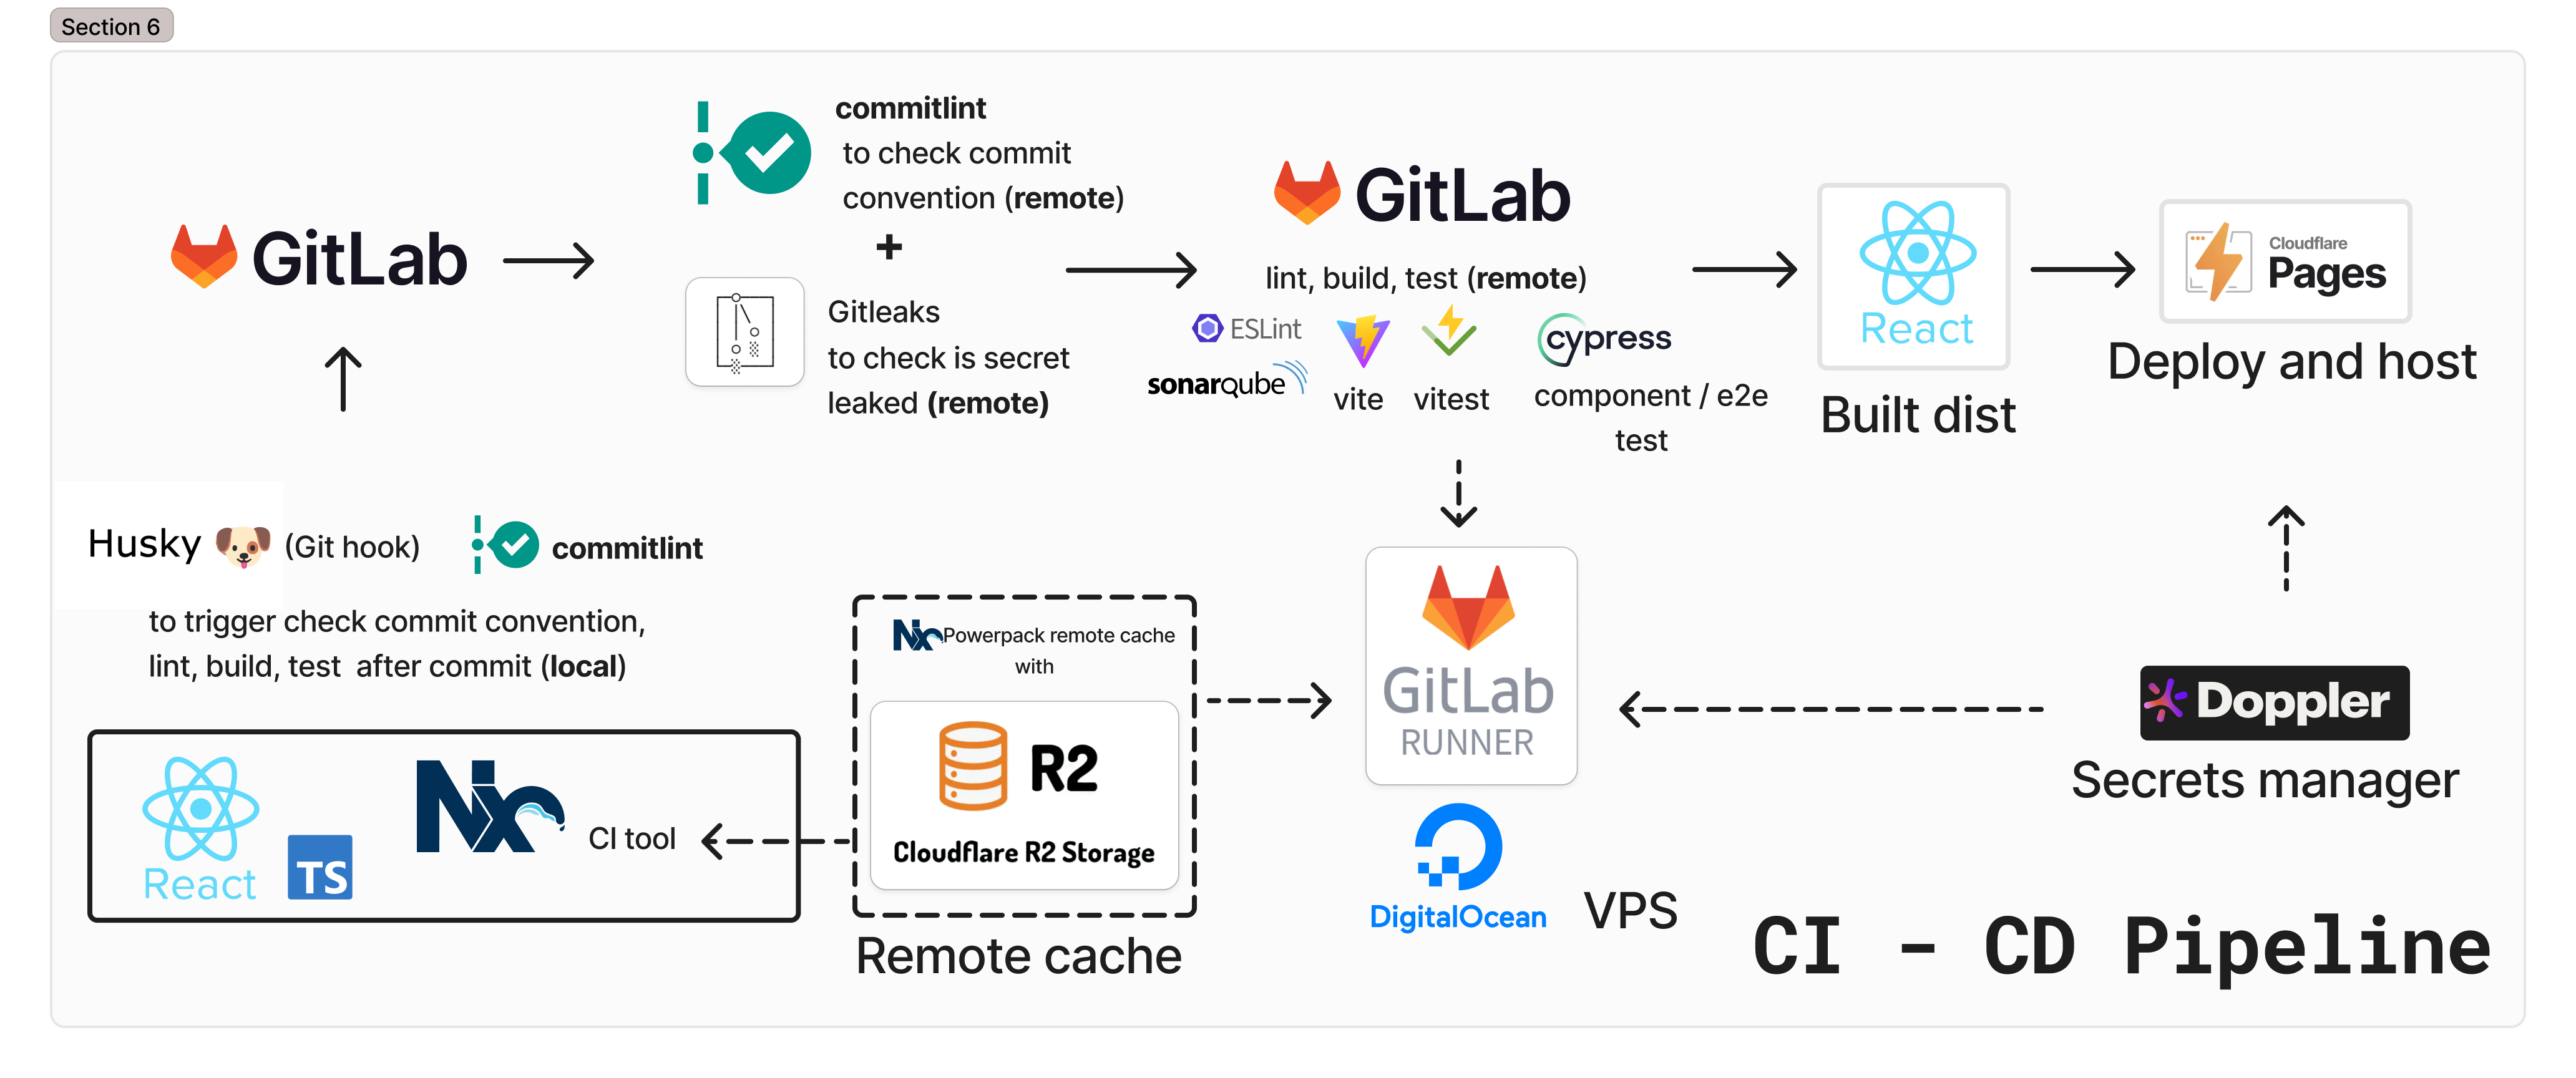 Section 6
GitLab
commitlint
to check commit
convention (remote)
+
Gitleaks
to check is secret
leaked (remote)
GitLab
lint, build, test (remote)
ESLint
sonarqube
vite
vitest
cypress
component / e2e
test
React
Built dist
Cloudflare
Pages
Deploy and host
Husky
(Git hook)
commitlint
to trigger check commit convention,
lint, build, test after commit (local)
React
TS
Nx
CI tool
Nx Powerpack remote cache
with
R2
Cloudflare R2 Storage
Remote cache
GitLab
RUNNER
DigitalOcean
VPS
Doppler
Secrets manager
CI - CD Pipeline